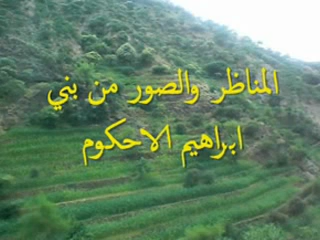 المناظر والصور من بني
ابراهيم الاحكوم